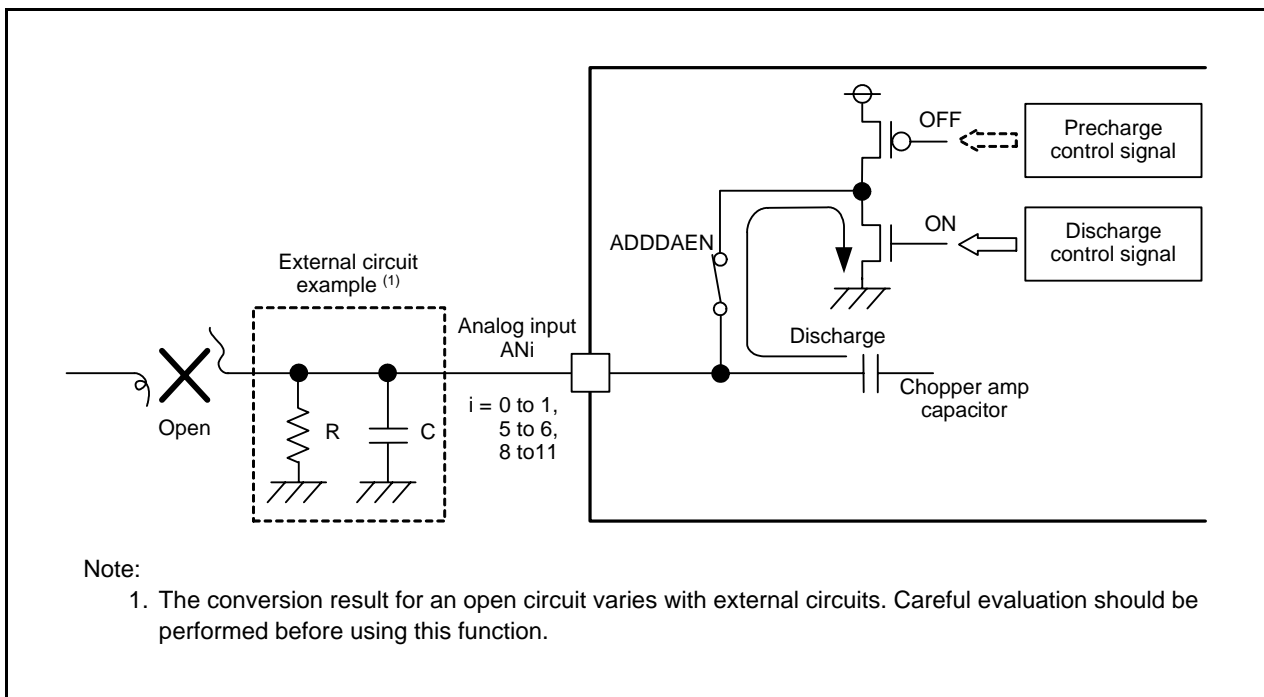 OFF
Precharge
control signal
ON
Discharge
control signal
ADDDAEN
External circuit
example (1)
Analog input
ANi
Discharge
Chopper amp
capacitor
Open
R
C
i = 0 to 1,
5 to 6,
8 to11
Note:
1. The conversion result for an open circuit varies with external circuits. Careful evaluation should be
performed before using this function.